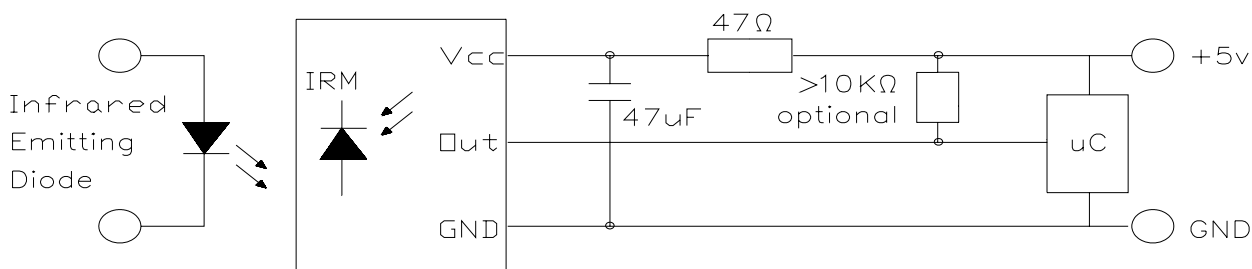 Infrared
Emitting
Diode
IRM
Vcc
Out
GND
47Ω
47uF
>10KΩ
optional
uC
+5v
GND